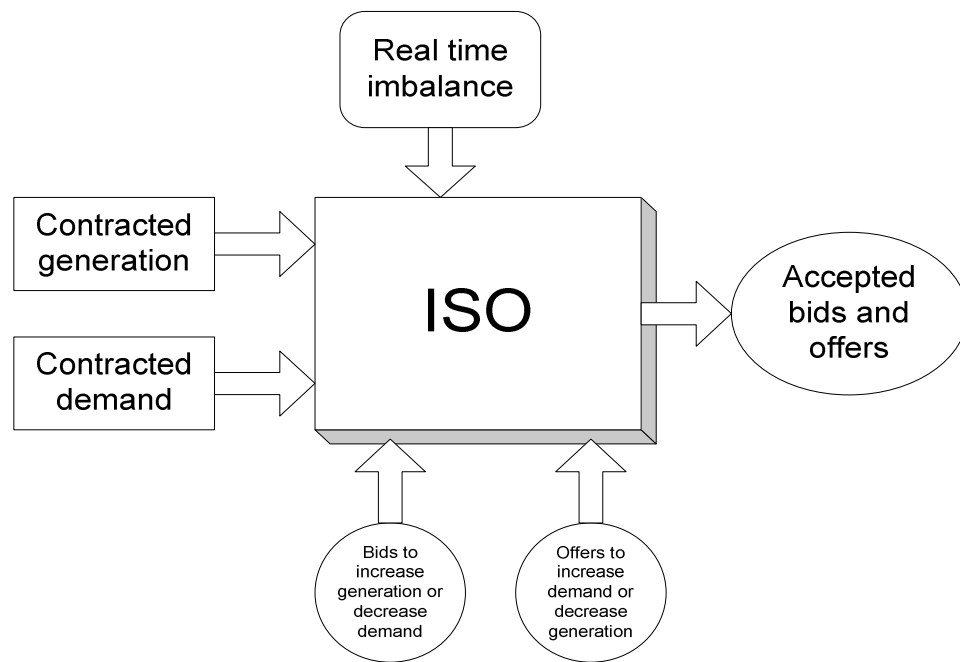 Real time
imbalance
Contracted
generation
ISO
Accepted
bids and
offers
Contracted
demand
Bids to
increase
generation or
decrease
demand
Offers to
increase
demand or
decrease
generation